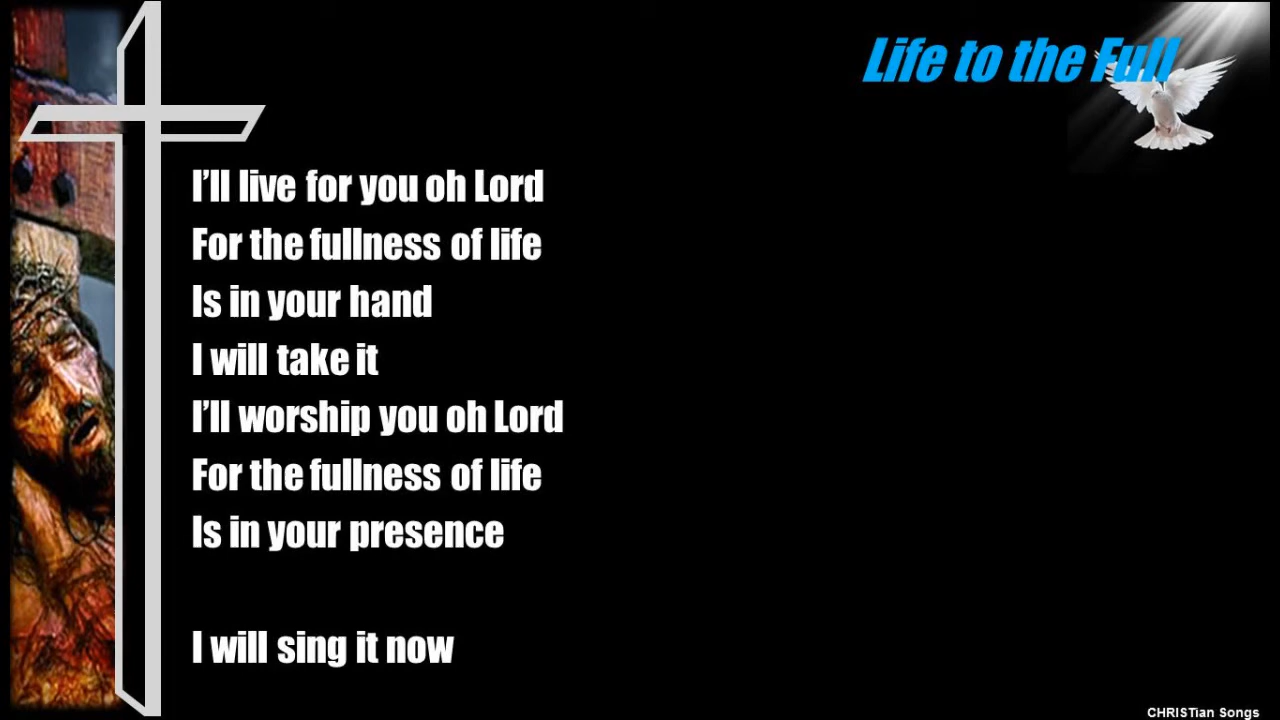 Life to the Full
I’ll live for you oh Lord
For the fullness of life
Is in your hand
I will take it
I’ll worship you oh Lord
For the fullness of life
Is in your presence
I will sing it now
CHRISTian Songs